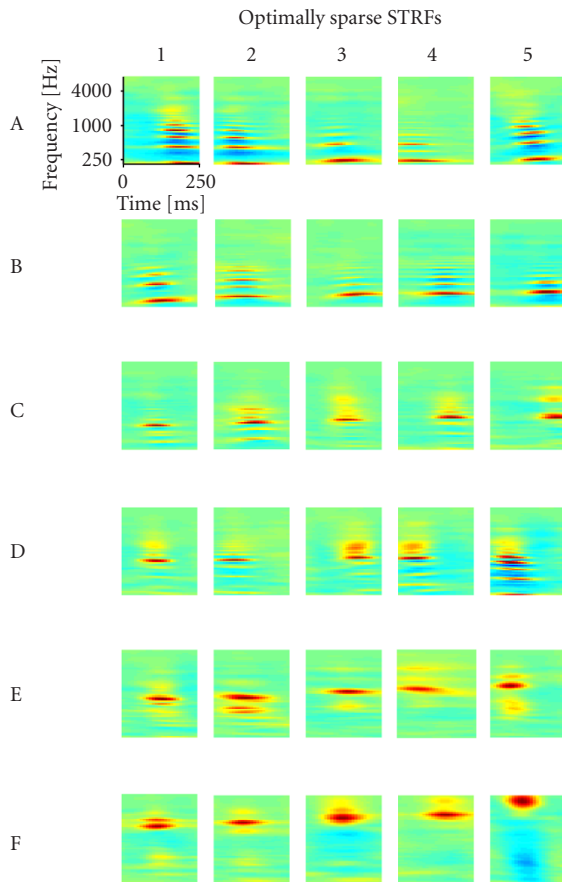 Optimally sparse STRFs
1 2 3 4 5
Frequency [Hz]
4000
1000
250
0 250
Time [ms]
A
B
C
D
E
F